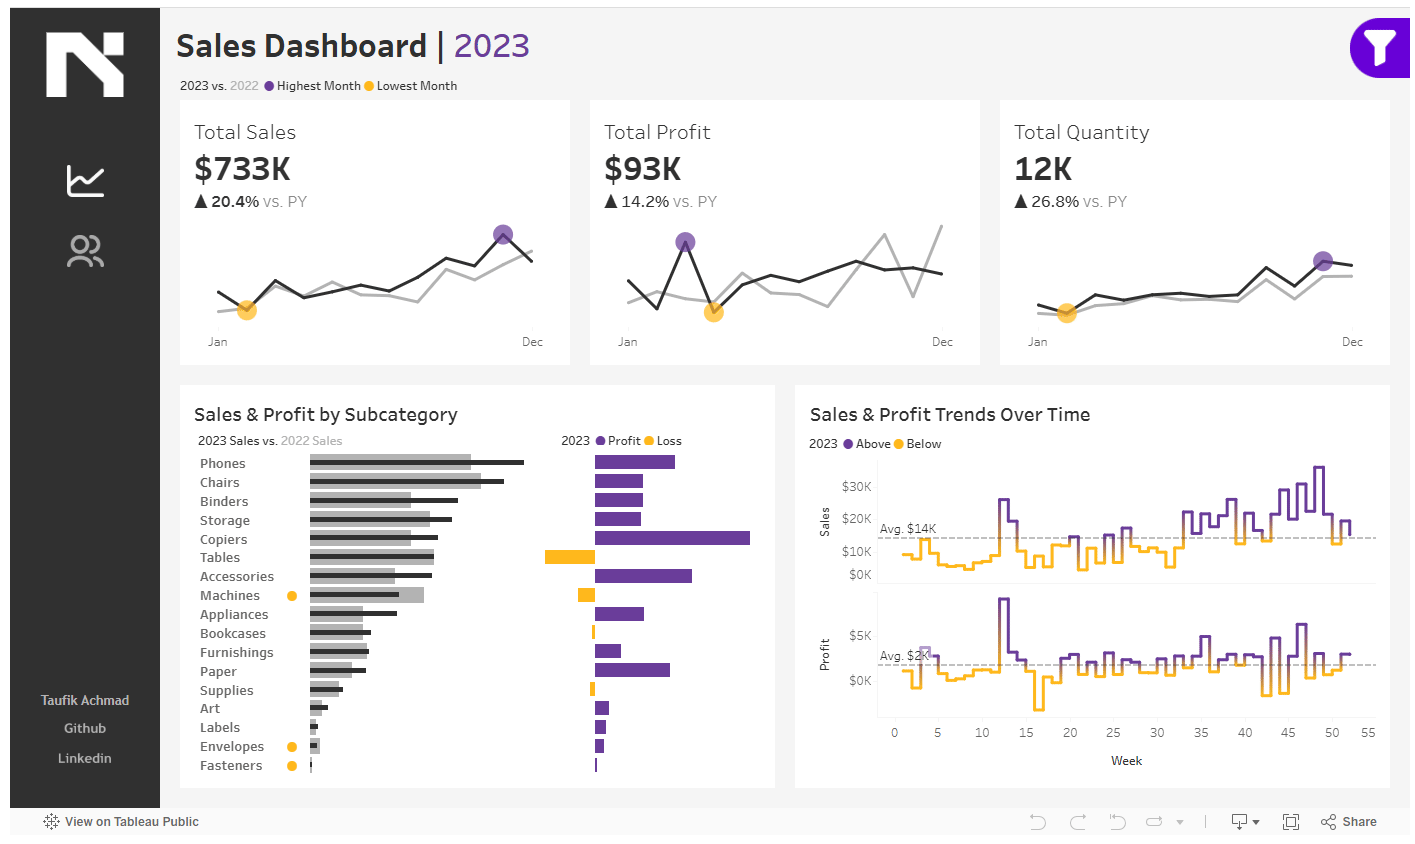 Sales Dashboard | 2023
2023 vs. 2022 Highest Month Lowest Month
Total Sales
$733K
▲ 20.4% vs. PY
Jan Dec
Total Profit
$93K
▲ 14.2% vs. PY
Jan Dec
Total Quantity
12K
▲ 26.8% vs. PY
Jan Dec
Sales & Profit by Subcategory
2023 Sales vs. 2022 Sales
2023 Profit Loss
Phones
Chairs
Binders
Storage
Copiers
Tables
Accessories
Machines
Appliances
Bookcases
Furnishings
Paper
Supplies
Art
Labels
Envelopes
Fasteners
Sales & Profit Trends Over Time
2023 Above Below
Sales
$30K
$20K
Avg. $14K
$10K
$0K
Profit
$5K
Avg. $2K
$0K
0 5 10 15 20 25 30 35 40 45 50 55
Week
Taufik Achmad
Github
Linkedin
View on Tableau Public
Share